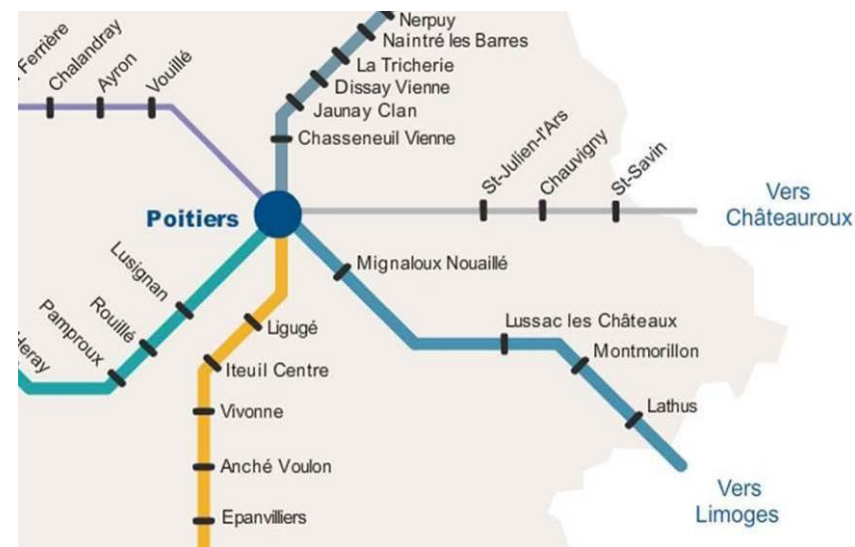 Nerpuy
Naintré les Barres
La Tricherie
Dissay Vienne
Jaunay Clan
Chasseneuil Vienne
Ferrière
Chalandray
Ayron
Vouillé
St-Julien-l'Ars
Chauvigny
St-Savin
Vers
Châteauroux
Poitiers
Lusignan
Rouillé
Pamproux
Mignaloux Nouaillé
Ligugé
Iteuil Centre
Vivonne
Anché Voulon
Epanvilliers
Lussac les Châteaux
Montmorillon
Lathus
Vers
Limoges